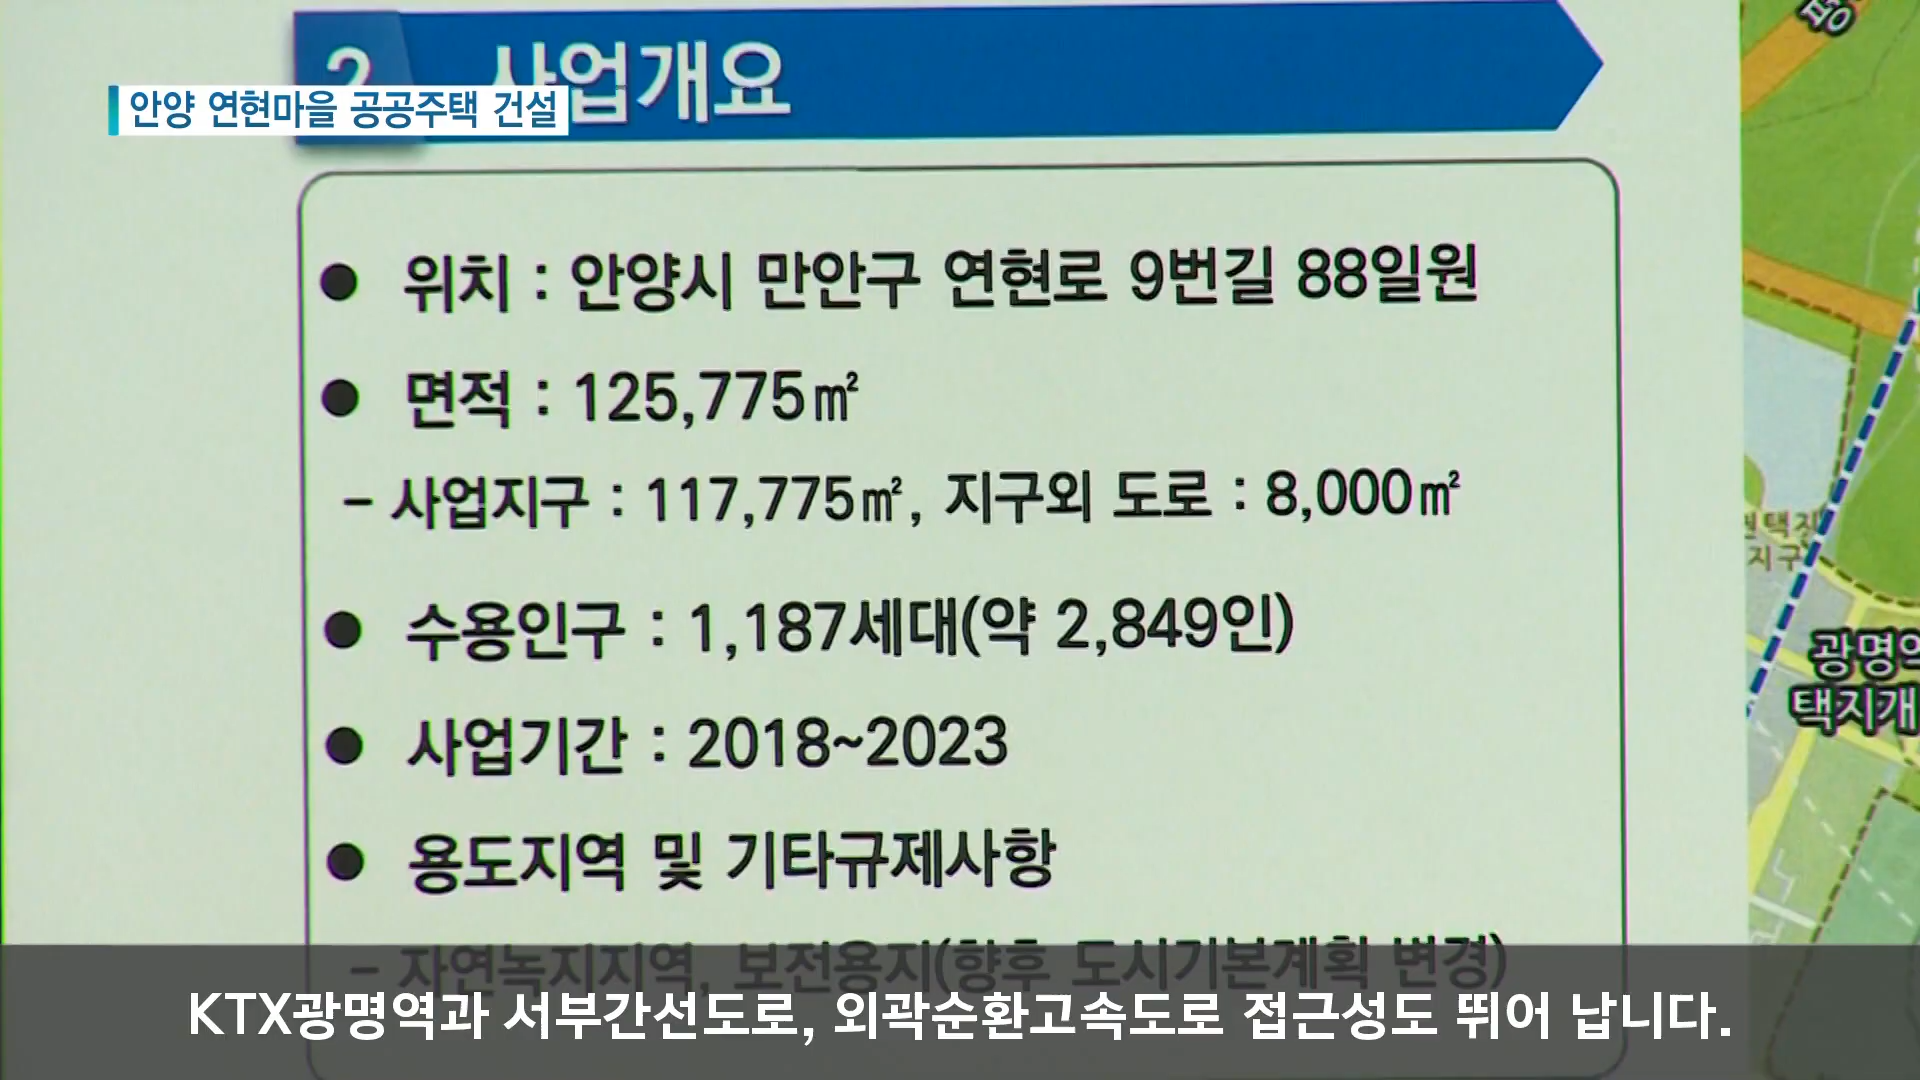 2 사업개요
안양 연현마을 공공주택 건설
● 위치 : 안양시 만안구 연현로 9번길 88일원
● 면적 : 125,775㎡
- 사업지구 : 117,775㎡, 지구외 도로 : 8,000㎡
● 수용인구 : 1,187세대(약 2,849인)
● 사업기간 : 2018~2023
● 용도지역 및 기타규제사항
- 자연녹지지역, 보전용지(향후 도시기본계획 변경)
KTX광명역과 서부간선도로, 외곽순환고속도로 접근성도 뛰어 납니다.
지구
광명역
택지개